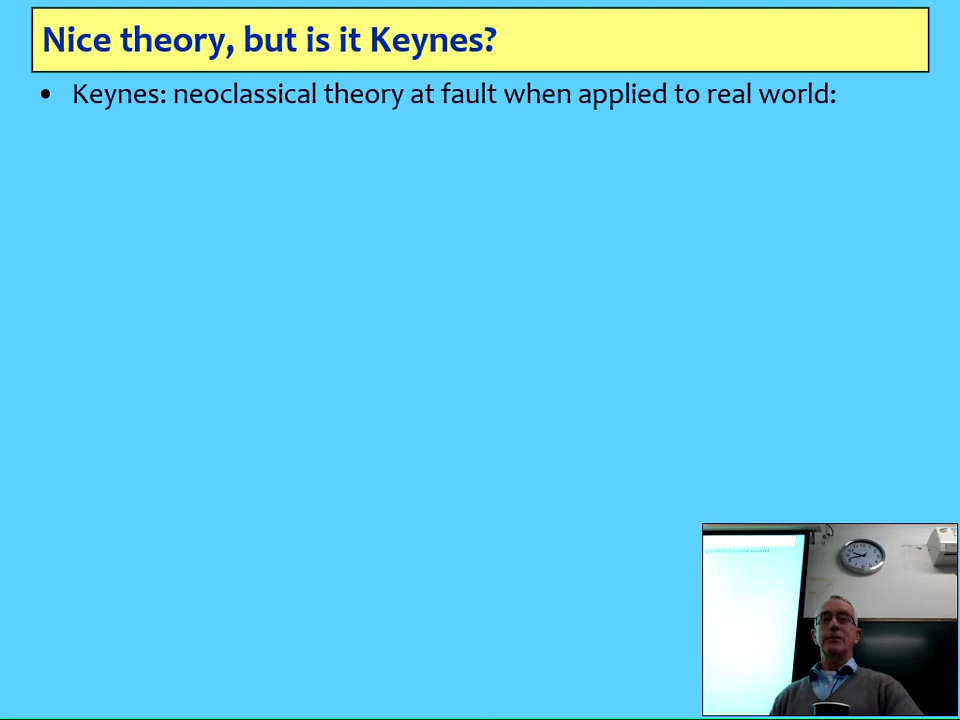 Nice theory, but is it Keynes?
• Keynes: neoclassical theory at fault when applied to real world: